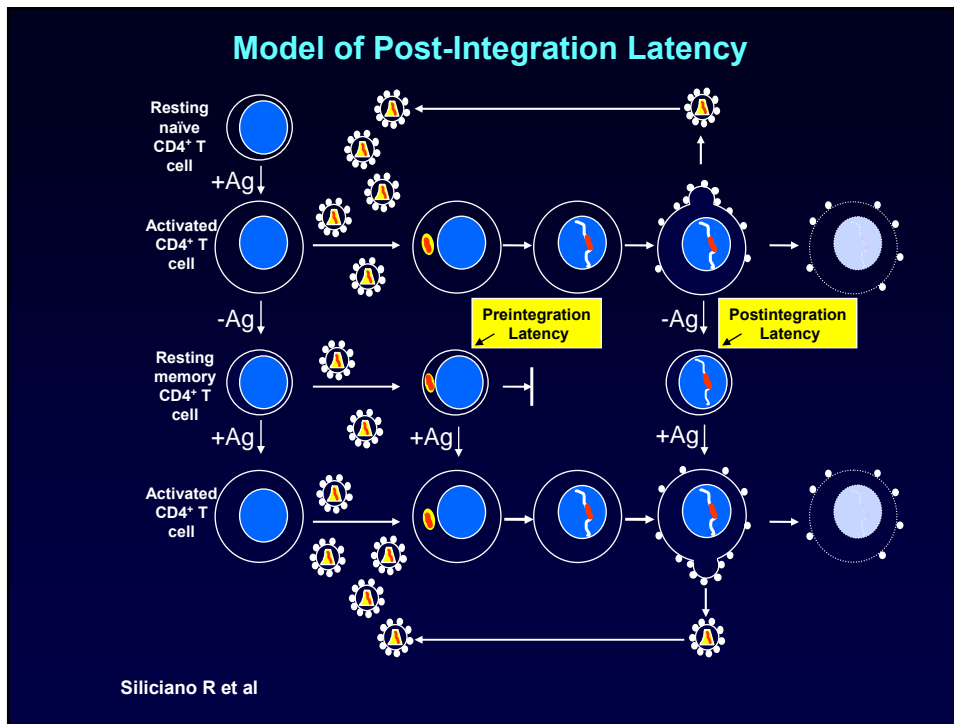 Model of Post-Integration Latency
Resting
naïve
CD4⁺ T
cell
+Ag
Activated
CD4⁺ T
cell
-Ag
Preintegration
Latency
-Ag
Postintegration
Latency
Resting
memory
CD4⁺ T
cell
+Ag
+Ag
+Ag
Activated
CD4⁺ T
cell
Siliciano R et al